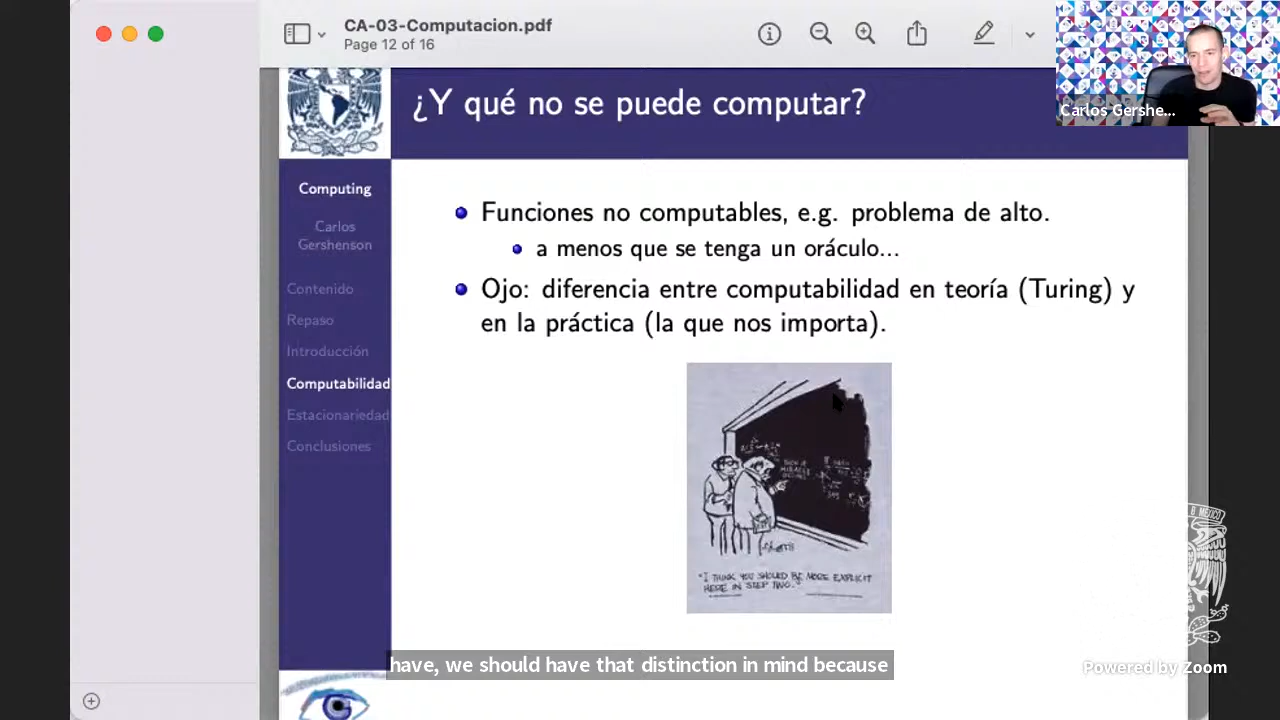 CA-03-Computacion.pdf
Page 12 of 16
Carlos Gershe...
¿Y qué no se puede computar?
Computing
Carlos
Gershenson
Contenido
Repaso
Introducción
Computabilidad
Estacionariedad
Conclusiones
Funciones no computables, e.g. problema de alto.
a menos que se tenga un oráculo...
Ojo: diferencia entre computabilidad en teoría (Turing) y
en la práctica (la que nos importa).
"I THINK YOU SHOULD BE MORE EXPLICIT
HERE IN STEP TWO."
have, we should have that distinction in mind because
Powered by Zoom